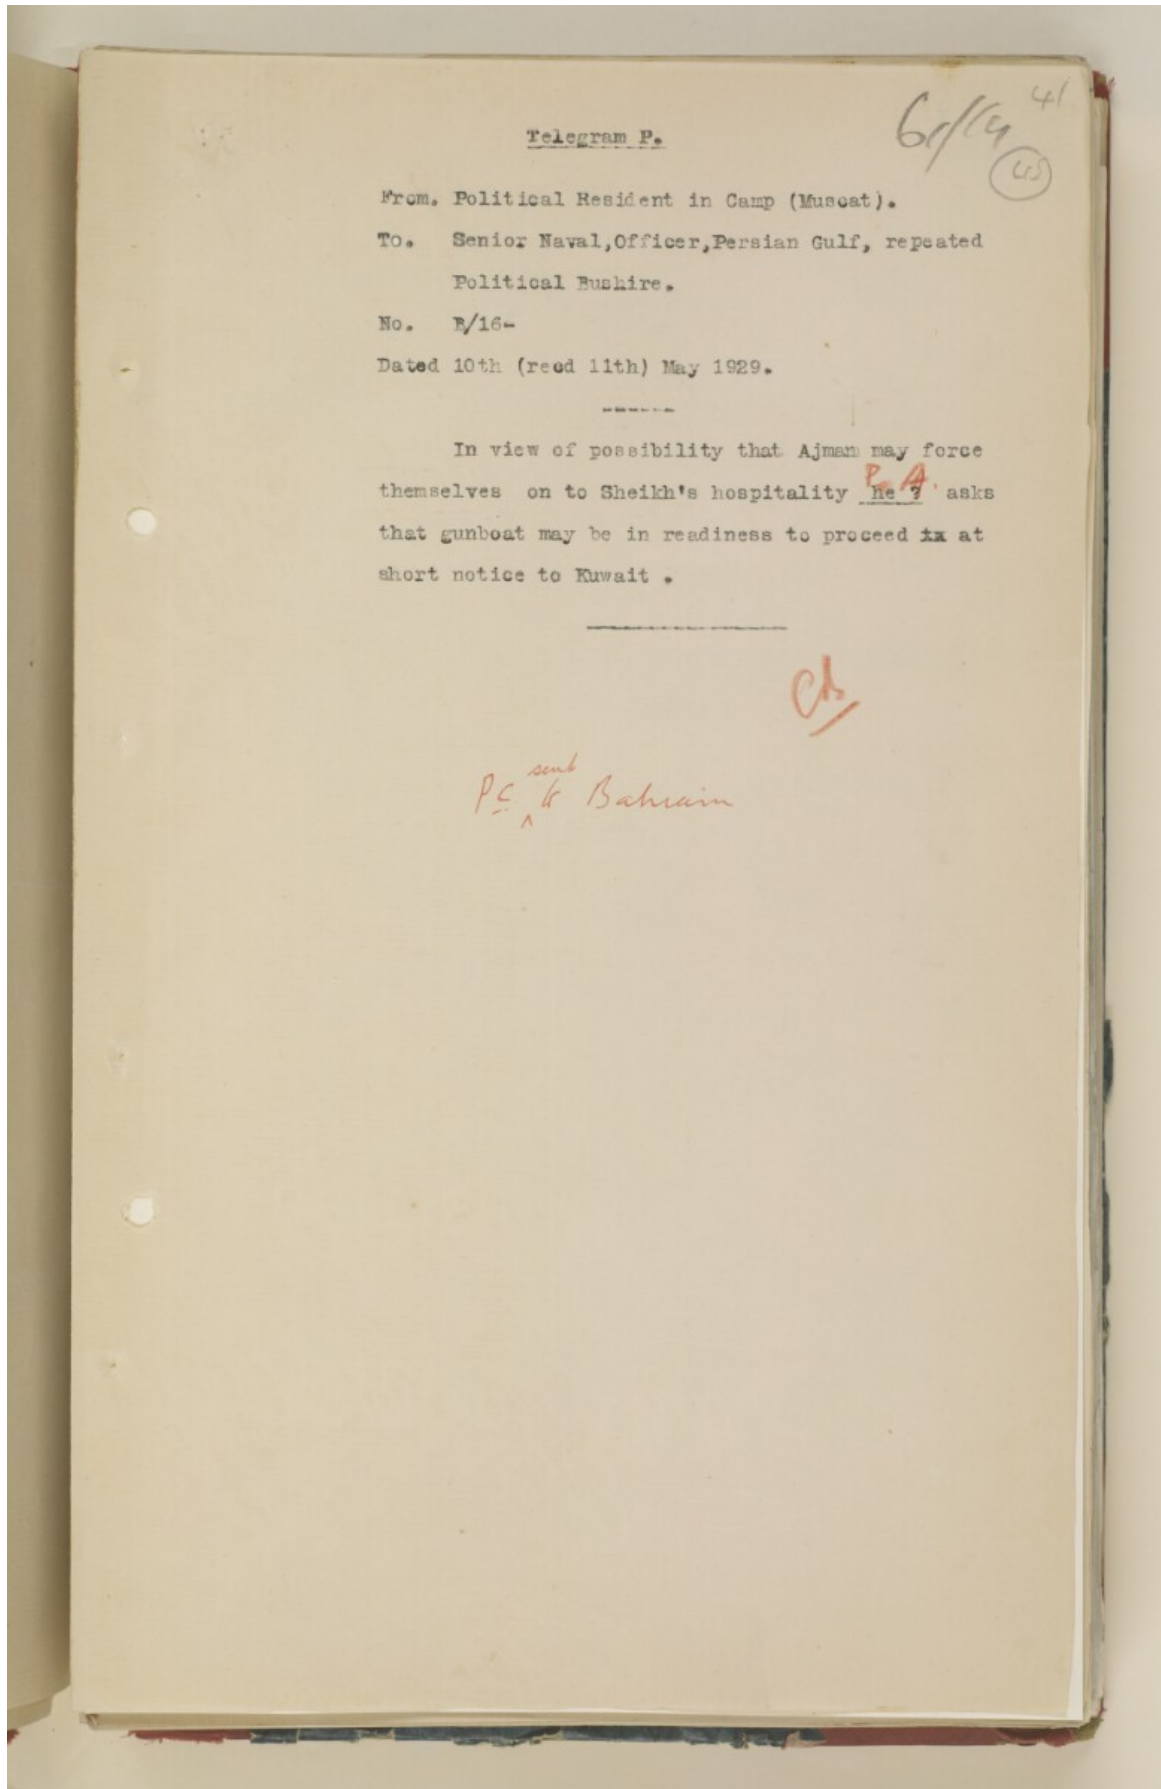 41
61/14
48
Telegram P.
From. Political Resident in Camp (Muscat).
To. Senior Naval,Officer,Persian Gulf, repeated
Political Bushire.
No. B/16-
Dated 10th (recd 11th) May 1929.
-------
In view of possibility that Ajman may force
P.A.
themselves on to Sheikh's hospitality he ? asks
that gunboat may be in readiness to proceed tx at
short notice to Kuwait .
sent
P.C. ^ to Bahrain